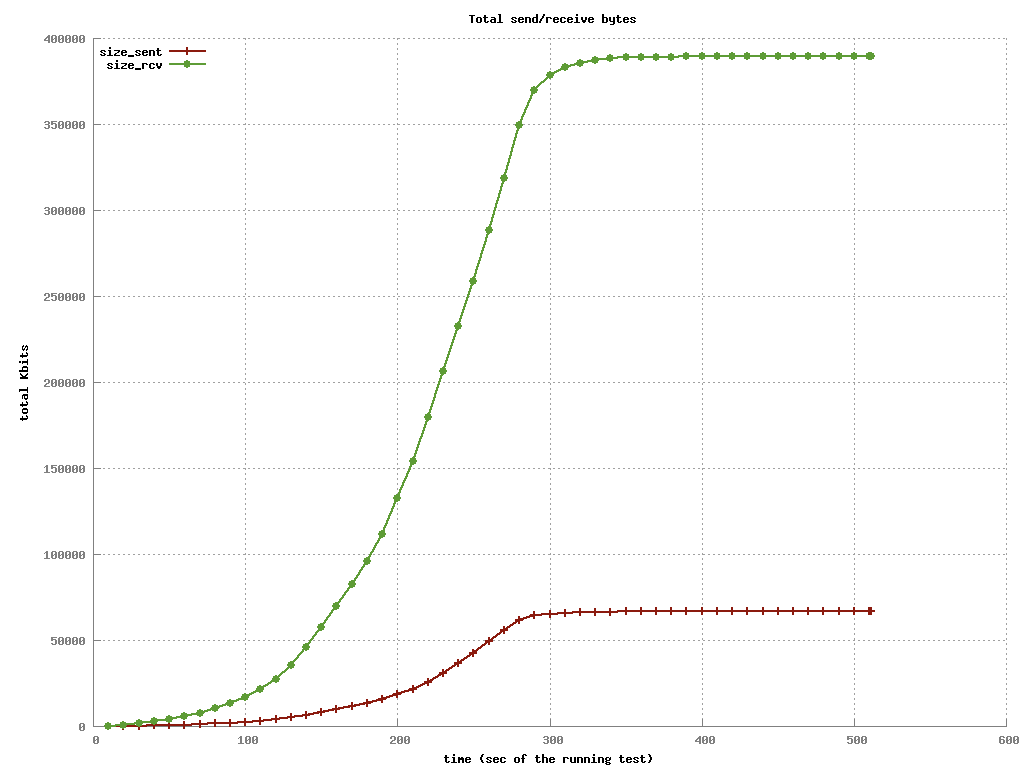 Total send/receive bytes
size_sent
size_rcv
400000
350000
300000
250000
200000
150000
100000
50000
0
total Kbits
0 100 200 300 400 500 600
time (sec of the running test)